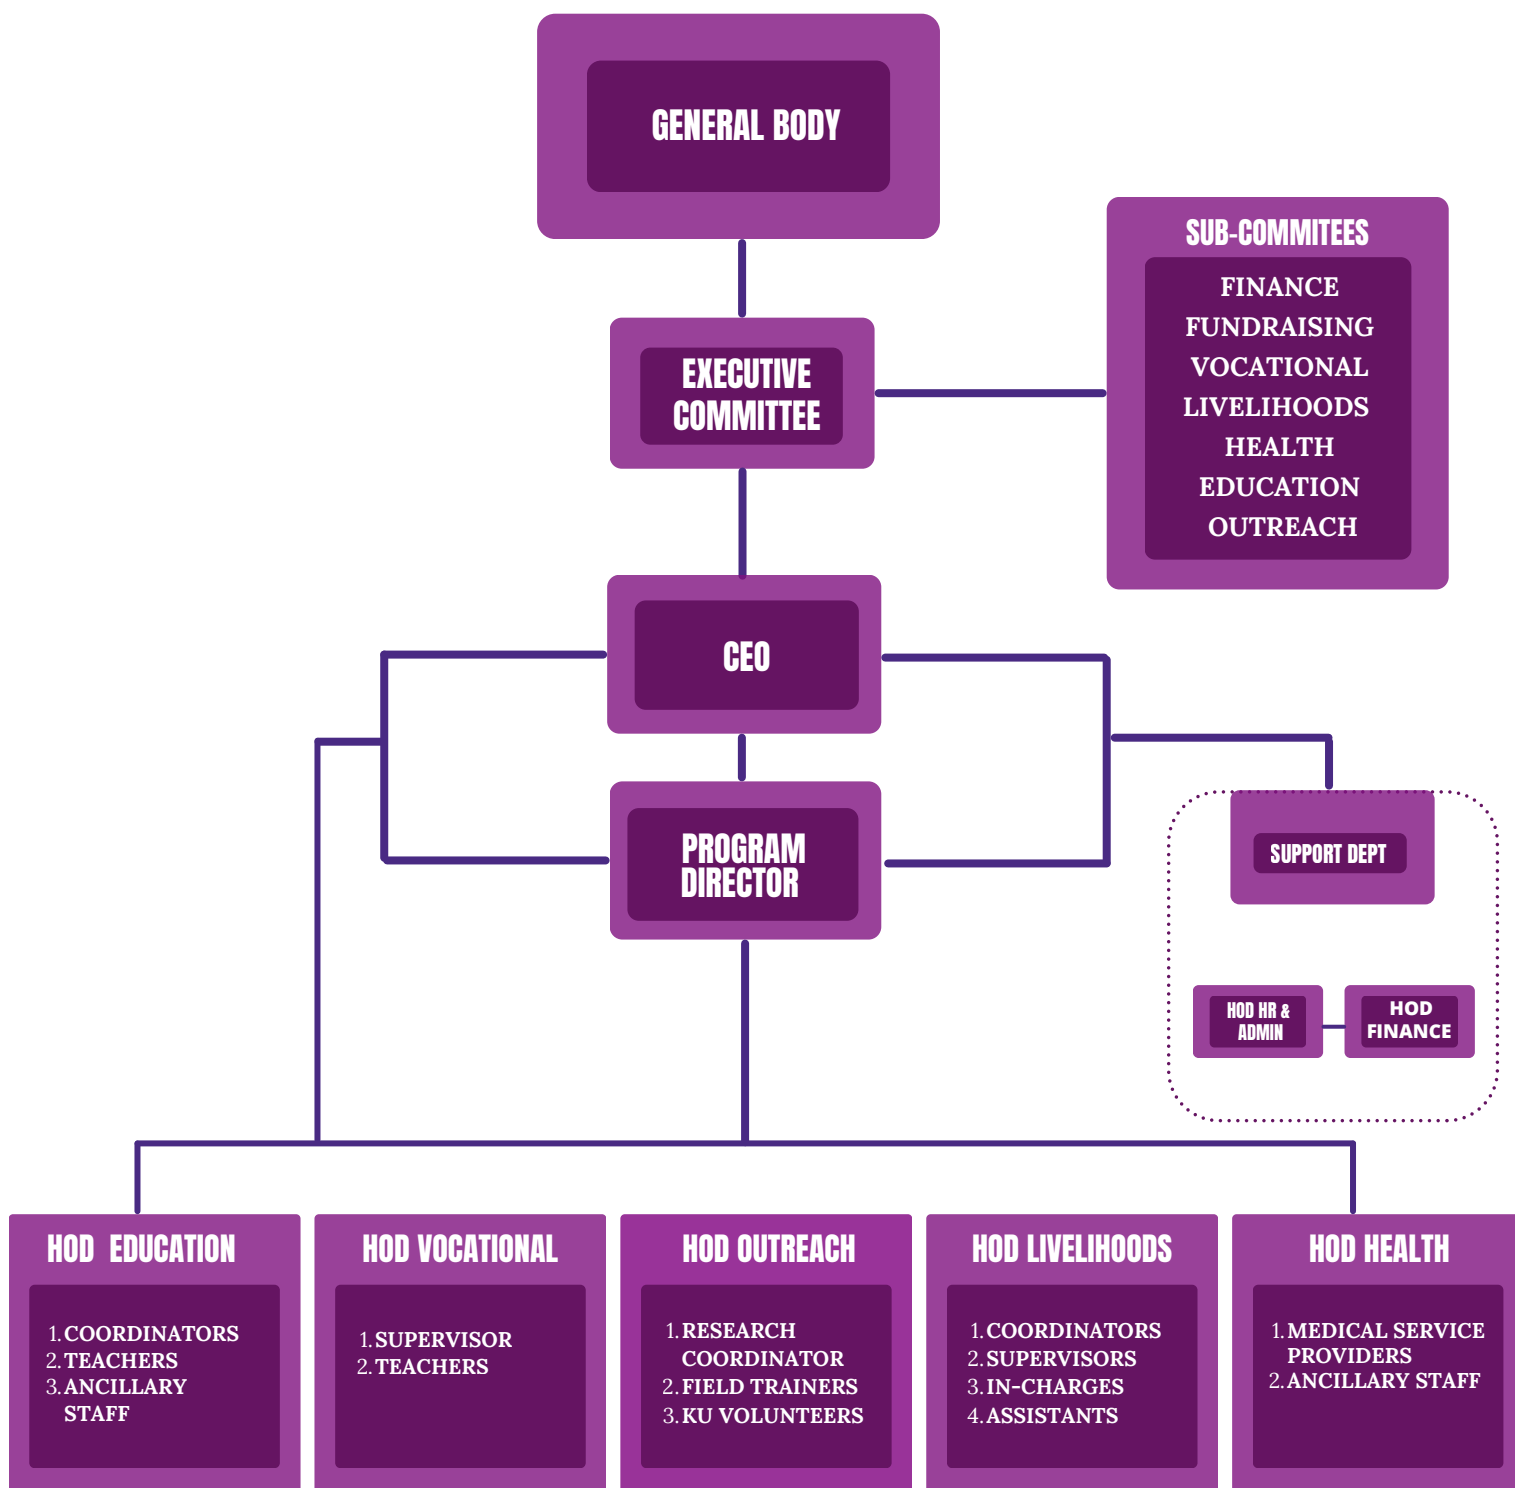 GENERAL BODY
SUB-COMMITEES
FINANCE
FUNDRAISING
VOCATIONAL
LIVELIHOODS
HEALTH
EDUCATION
OUTREACH
EXECUTIVE
COMMITTEE
CEO
PROGRAM
DIRECTOR
SUPPORT DEPT
HOD HR &
ADMIN
HOD
FINANCE
HOD EDUCATION
1. COORDINATORS
2. TEACHERS
3. ANCILLARY
STAFF
HOD VOCATIONAL
1. SUPERVISOR
2. TEACHERS
HOD OUTREACH
1. RESEARCH
COORDINATOR
2. FIELD TRAINERS
3. KU VOLUNTEERS
HOD LIVELIHOODS
1. COORDINATORS
2. SUPERVISORS
3. IN-CHARGES
4. ASSISTANTS
HOD HEALTH
1. MEDICAL SERVICE
PROVIDERS
2. ANCILLARY STAFF